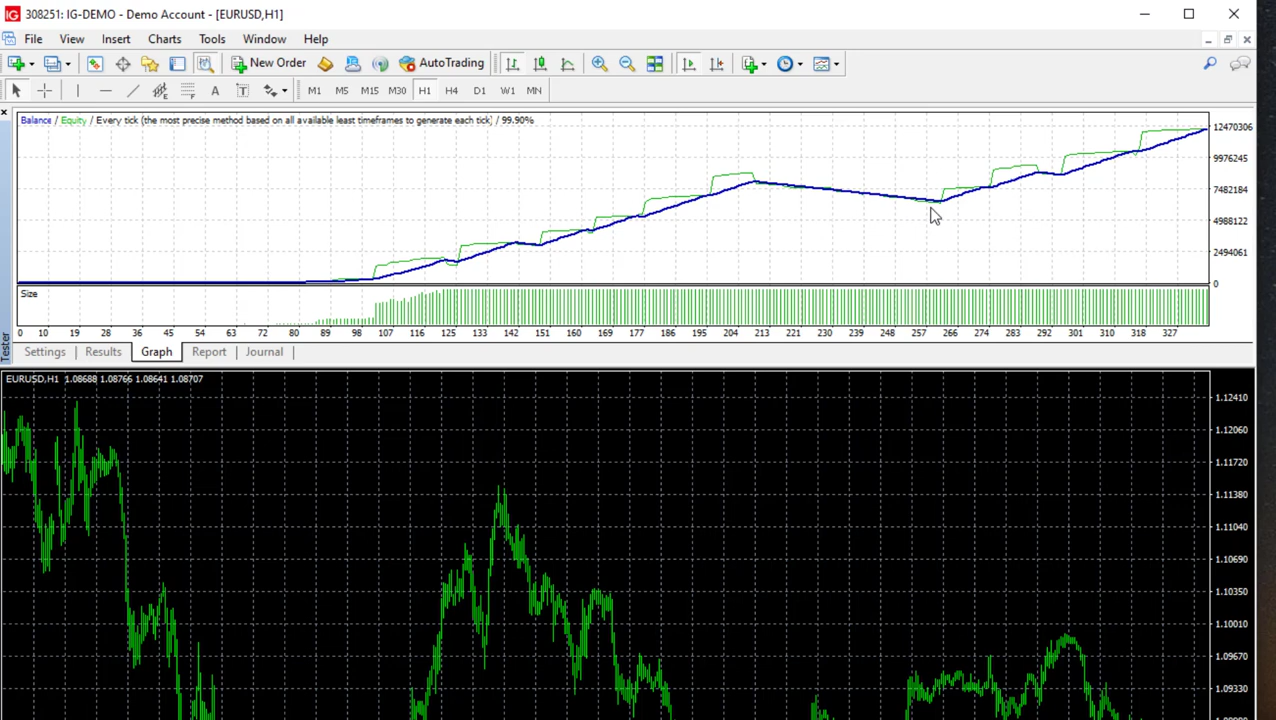 IG 308251: IG-DEMO - Demo Account - [EURUSD,H1]
File View Insert Charts Tools Window Help
New Order AutoTrading
A T M1 M5 M15 M30 H1 H4 D1 W1 MN
Balance / Equity / Every tick (the most precise method based on all available least timeframes to generate each tick) / 99.90%
12470306
9976245
7482184
4988122
2494061
0
Size
0 10 19 28 36 45 54 63 72 80 89 98 107 116 125 133 142 151 160 169 177 186 195 204 213 221 230 239 248 257 266 274 283 292 301 310 318 327
Tester
Settings Results Graph Report Journal
EURUSD,H1 1.08688 1.08766 1.08641 1.08707
1.12410
1.12060
1.11720
1.11380
1.11040
1.10690
1.10350
1.10010
1.09670
1.09330